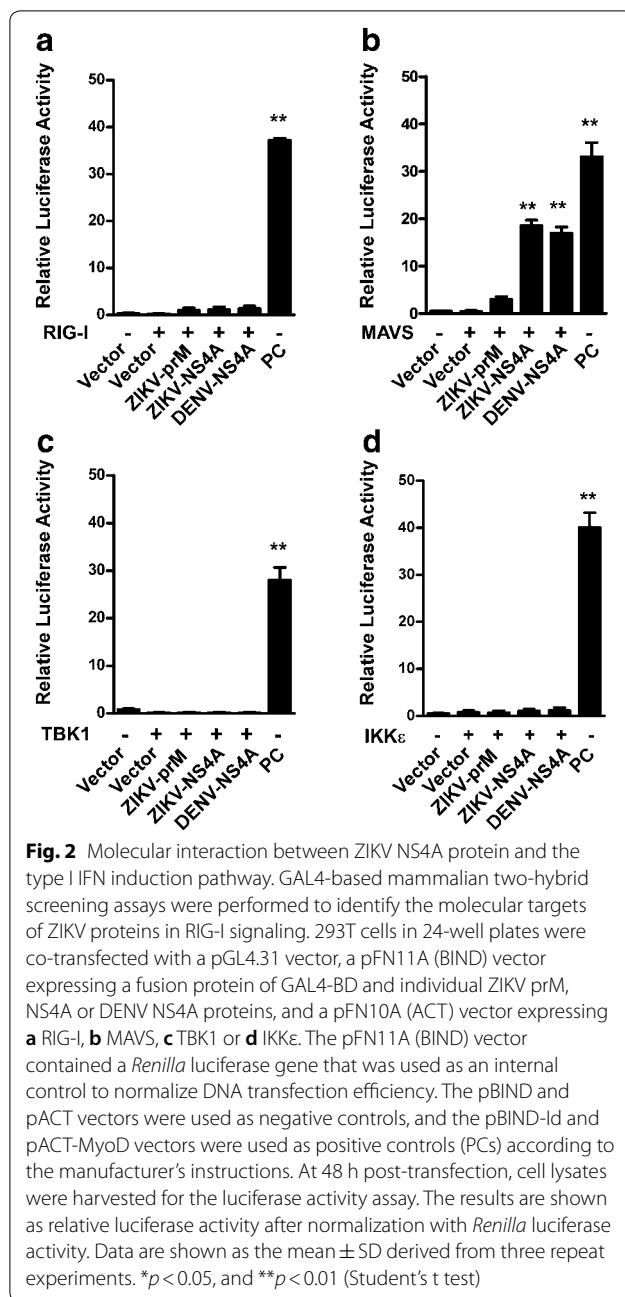 a
50
40
30
20
10
0
Relative Luciferase Activity
**
RIG-I - + + + + -
Vector
Vector
ZIKV-prM
ZIKV-NS4A
DENV-NS4A
PC
b
50
40
30
20
10
0
Relative Luciferase Activity
**
**
**
MAVS - + + + + -
Vector
Vector
ZIKV-prM
ZIKV-NS4A
DENV-NS4A
PC
c
50
40
30
20
10
0
Relative Luciferase Activity
**
TBK1 - + + + + -
Vector
Vector
ZIKV-prM
ZIKV-NS4A
DENV-NS4A
PC
d
50
40
30
20
10
0
Relative Luciferase Activity
**
IKKε - + + + + -
Vector
Vector
ZIKV-prM
ZIKV-NS4A
DENV-NS4A
PC
Fig. 2 Molecular interaction between ZIKV NS4A protein and the
type I IFN induction pathway. GAL4-based mammalian two-hybrid
screening assays were performed to identify the molecular targets
of ZIKV proteins in RIG-I signaling. 293T cells in 24-well plates were
co-transfected with a pGL4.31 vector, a pFN11A (BIND) vector
expressing a fusion protein of GAL4-BD and individual ZIKV prM,
NS4A or DENV NS4A proteins, and a pFN10A (ACT) vector expressing
a RIG-I, b MAVS, c TBK1 or d IKKε. The pFN11A (BIND) vector
contained a Renilla luciferase gene that was used as an internal
control to normalize DNA transfection efficiency. The pBIND and
pACT vectors were used as negative controls, and the pBIND-Id and
pACT-MyoD vectors were used as positive controls (PCs) according to
the manufacturer's instructions. At 48 h post-transfection, cell lysates
were harvested for the luciferase activity assay. The results are shown
as relative luciferase activity after normalization with Renilla luciferase
activity. Data are shown as the mean ± SD derived from three repeat
experiments. *p < 0.05, and **p < 0.01 (Student's t test)